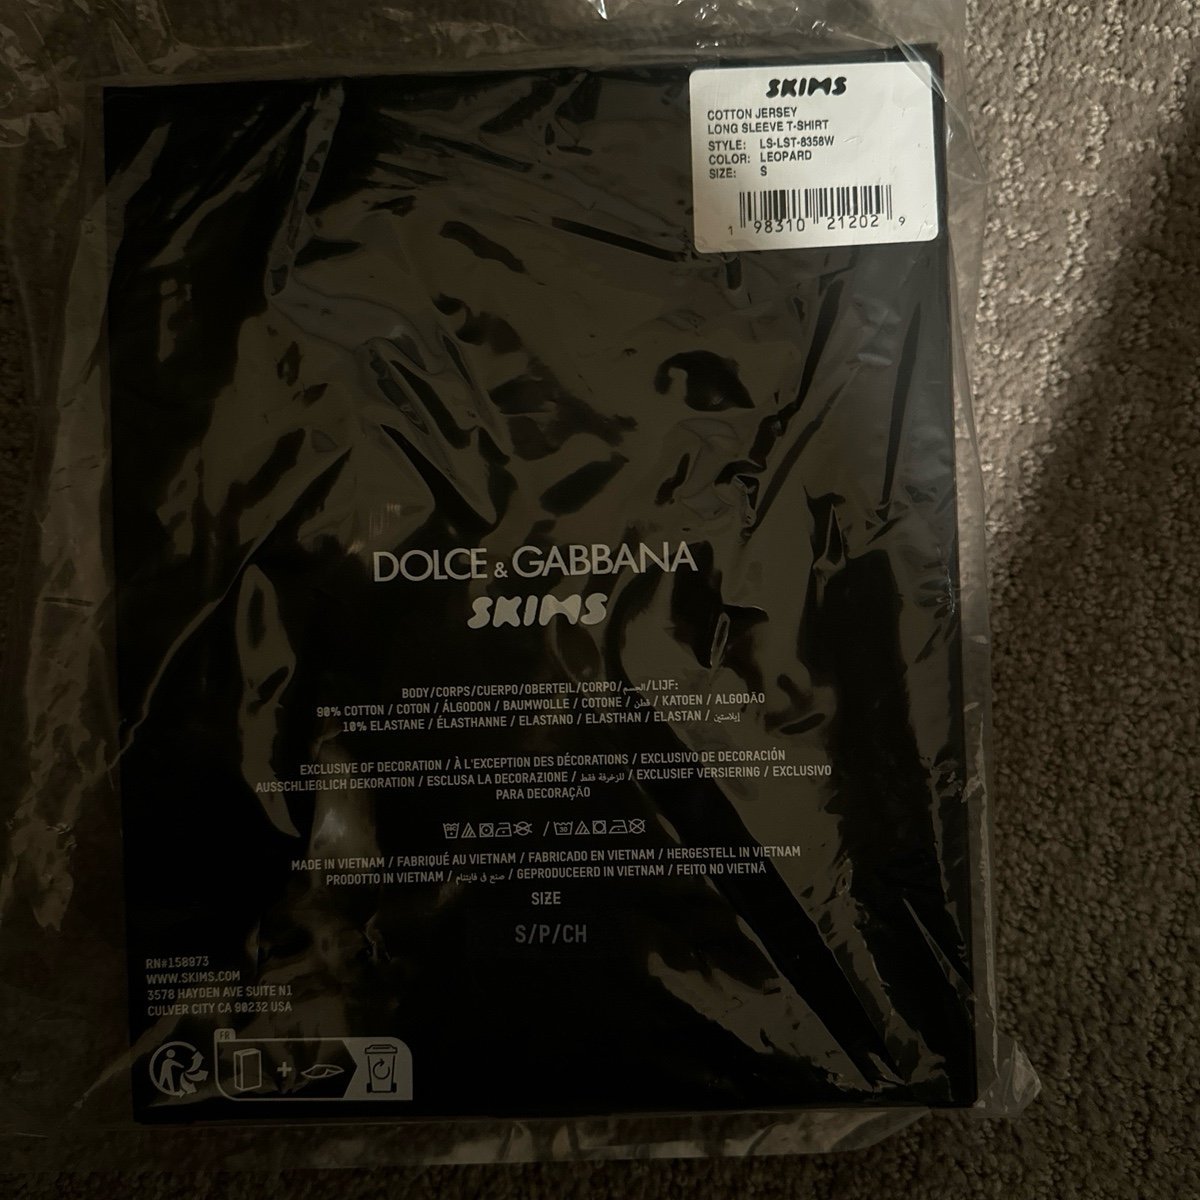 SKIMS
COTTON JERSEY
LONG SLEEVE T-SHIRT
STYLE: LS-LST-8358W
COLOR: LEOPARD
SIZE: S
1 98310 21202 9
DOLCE & GABBANA
SKIMS
BODY/CORPS/CUERPO/OBERTEIL/CORPO/الجسم/LIJF:
90% COTTON / COTON / ÁLGODON / BAUMWOLLE / COTONE / قطن / KATOEN / ALGODÃO
10% ELASTANE / ÉLASTHANNE / ELASTANO / ELASTHAN / ELASTAN / إيلاستين
EXCLUSIVE OF DECORATION / À L'EXCEPTION DES DÉCORATIONS / EXCLUSIVO DE DECORACIÓN
AUSSCHLIEßLICH DEKORATION / ESCLUSA LA DECORAZIONE / للزخرفة فقط / EXCLUSIEF VERSIERING / EXCLUSIVO
PARA DECORAÇÃO
30 / 30
MADE IN VIETNAM / FABRIQUÉ AU VIETNAM / FABRICADO EN VIETNAM / HERGESTELL IN VIETNAM
PRODOTTO IN VIETNAM / صنع في فايتنام / GEPRODUCEERD IN VIETNAM / FEITO NO VIETNÃ
SIZE
S/P/CH
RN#158973
WWW.SKIMS.COM
3578 HAYDEN AVE SUITE N1
CULVER CITY CA 90232 USA
FR